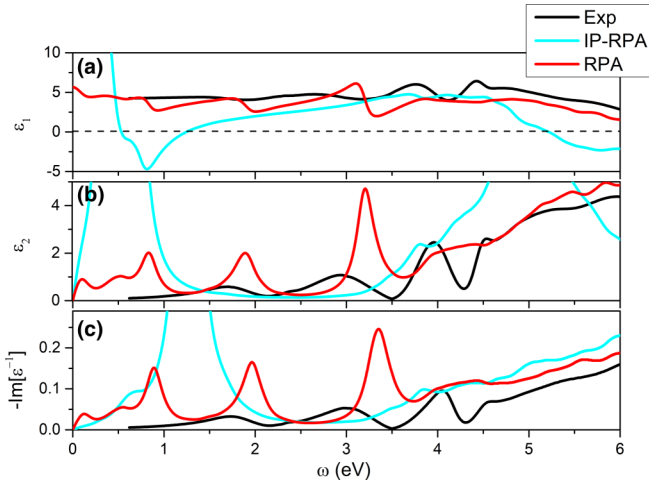 Exp
IP-RPA
RPA
(a)
10
5
0
-5
ε1
(b)
4
2
0
ε2
(c)
0.2
0.1
0.0
-Im[ε⁻¹]
0 1 2 3 4 5 6
ω (eV)